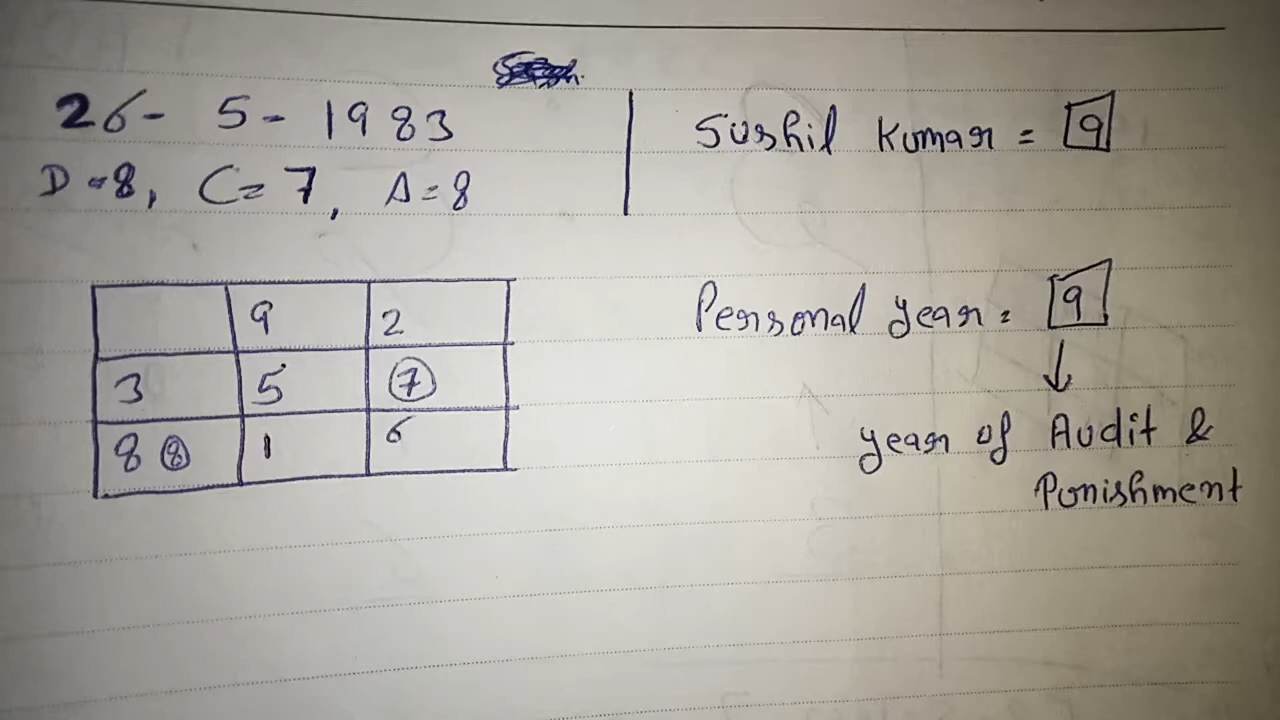 26- 5- 1983
D=8, C=7, A=8
Sushil Kumar = 9
9 2
3 5 7
8 8 1 6
Personal year = 9
↓
year of Audit &
Punishment